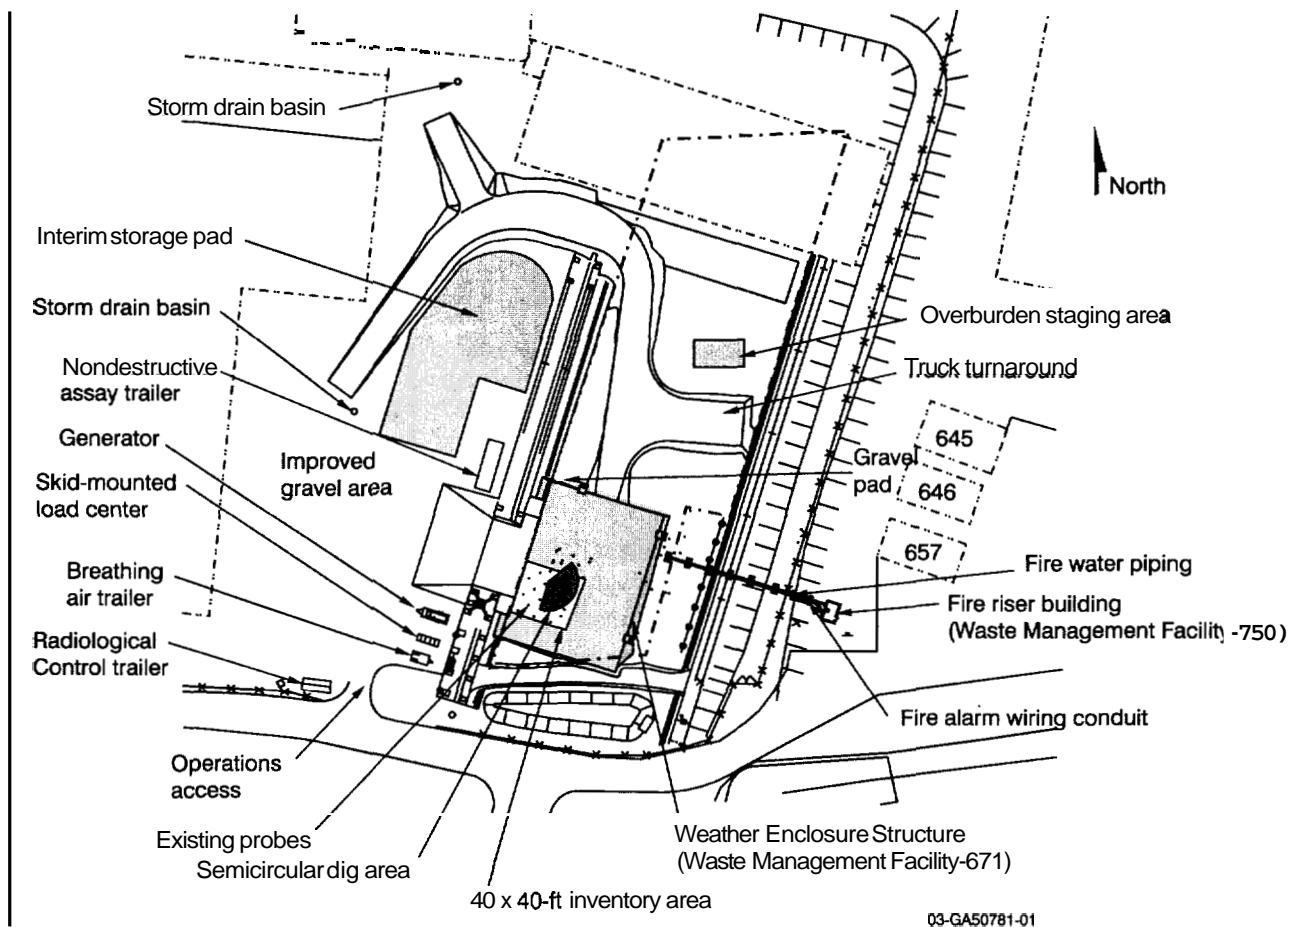 Storm drain basin
North
Interim storage pad
Storm drain basin
Overburden staging area
Nondestructive
assay trailer
Truck turnaround
Generator
645
Improved
gravel area
Gravel
pad
Skid-mounted
load center
646
657
Breathing
air trailer
Fire water piping
Fire riser building
(Waste Management Facility -750)
Radiological
Control trailer
Fire alarm wiring conduit
Operations
access
Existing probes
Semicircular dig area
Weather Enclosure Structure
(Waste Management Facility-671)
40 x 40-ft inventory area
03-GA50781-01